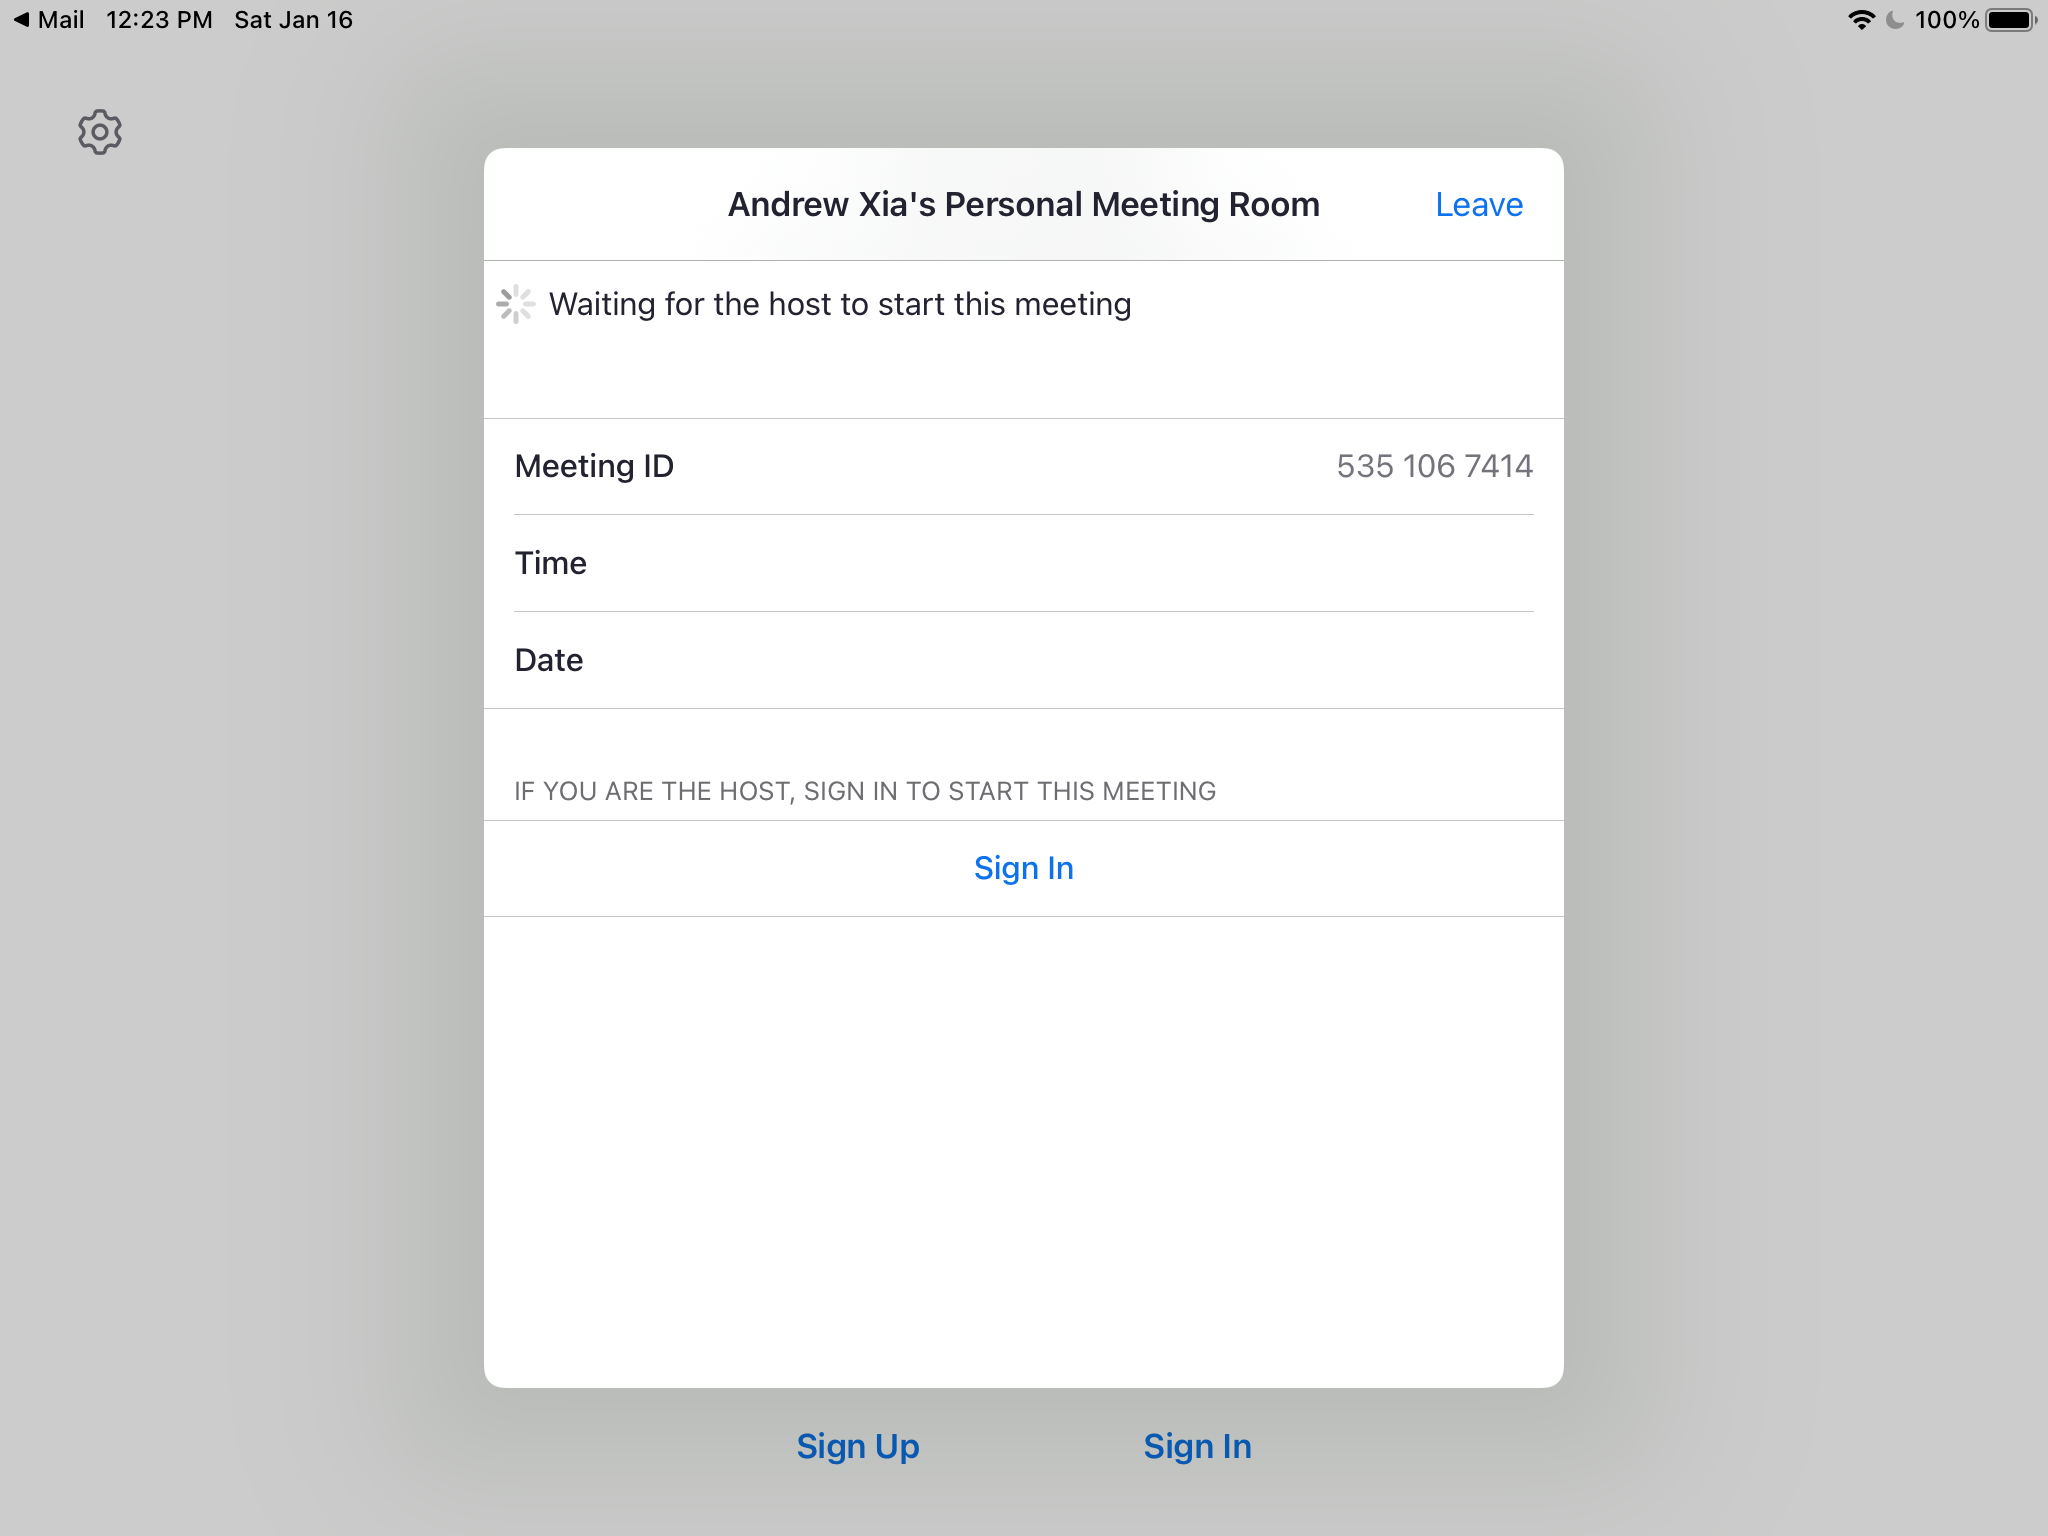 Mail 12:23 PM Sat Jan 16 100%
Andrew Xia's Personal Meeting Room Leave
Waiting for the host to start this meeting
Meeting ID 535 106 7414
Time
Date
IF YOU ARE THE HOST, SIGN IN TO START THIS MEETING
Sign In
Sign Up Sign In